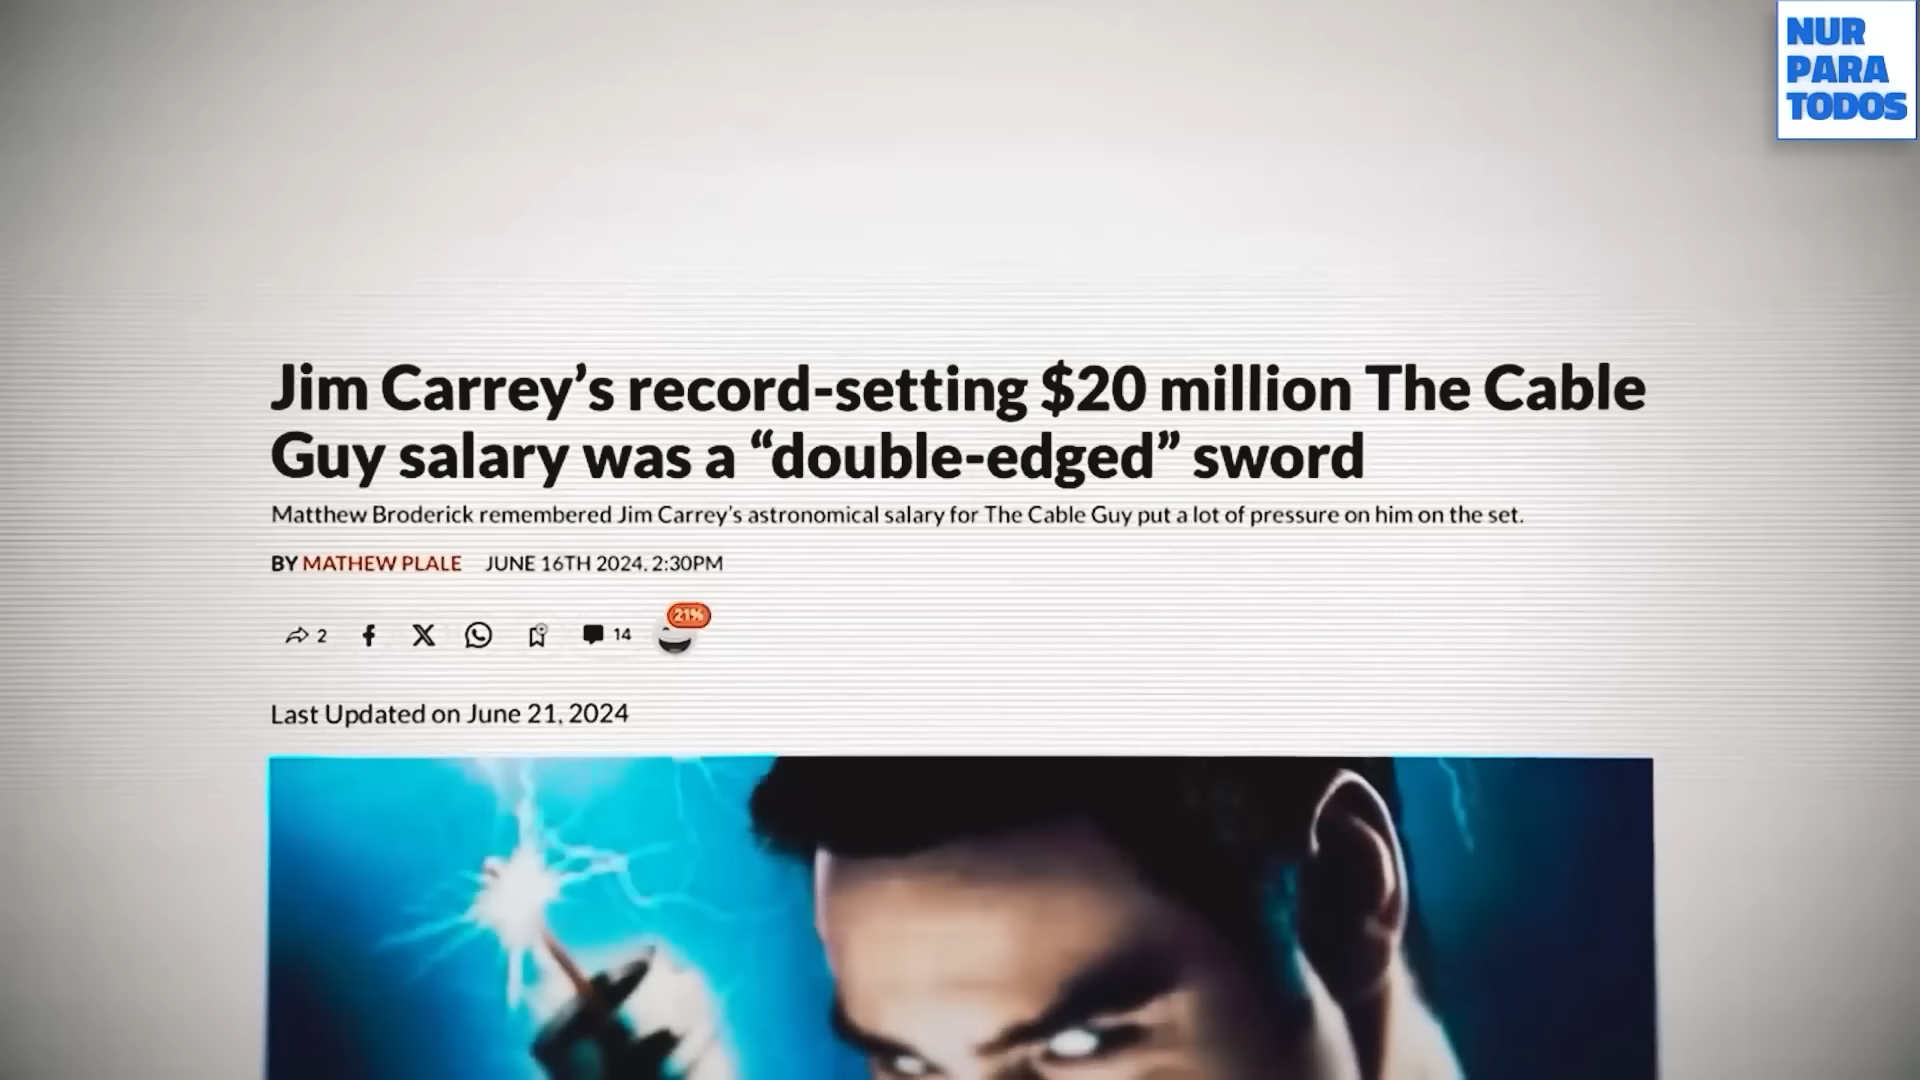 NUR
PARA
TODOS
Jim Carrey’s record-setting $20 million The Cable
Guy salary was a “double-edged” sword
Matthew Broderick remembered Jim Carrey’s astronomical salary for The Cable Guy put a lot of pressure on him on the set.
BY MATHEW PLALE JUNE 16TH 2024, 2:30PM
2 14 21%
Last Updated on June 21, 2024